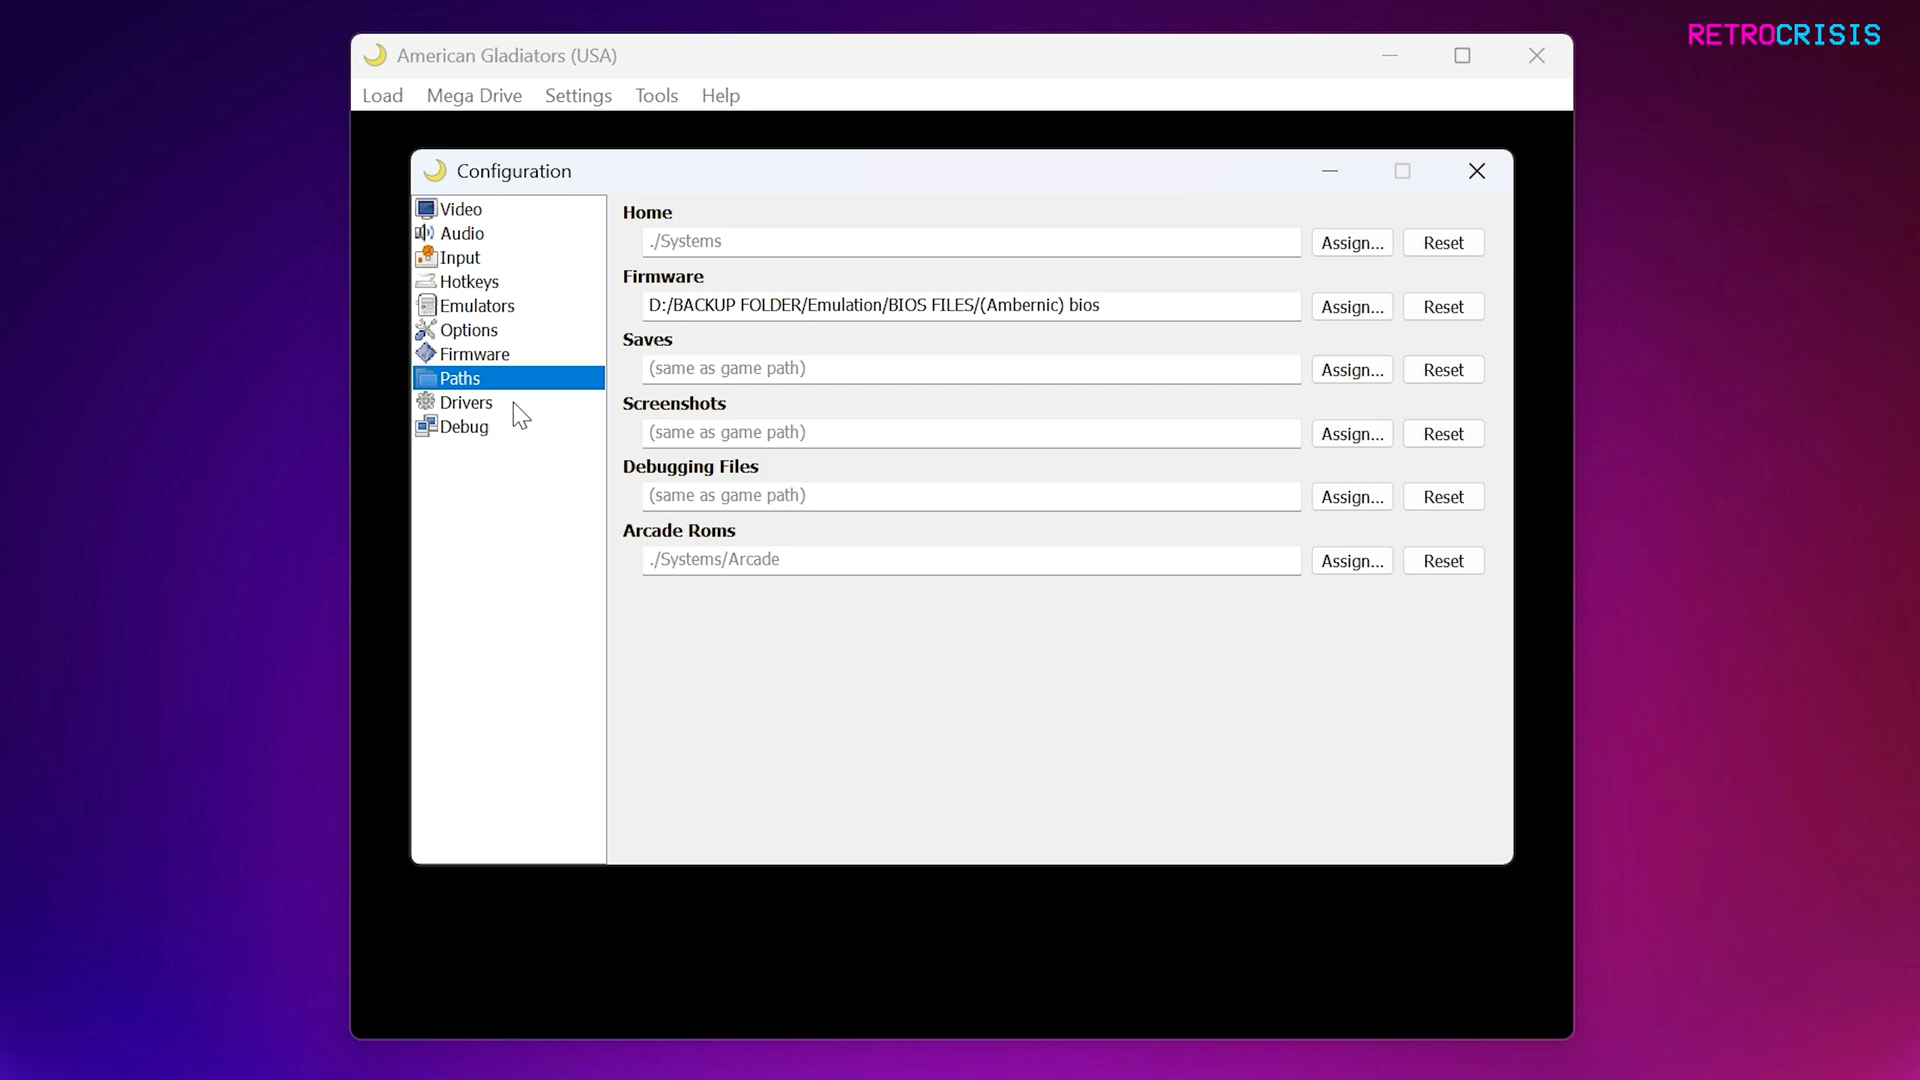 RETROCRISIS
American Gladiators (USA)
Load Mega Drive Settings Tools Help
Configuration
Video
Audio
Input
Hotkeys
Emulators
Options
Firmware
Paths
Drivers
Debug
Home
./Systems Assign... Reset
Firmware
D:/BACKUP FOLDER/Emulation/BIOS FILES/(Ambernic) bios Assign... Reset
Saves
(same as game path) Assign... Reset
Screenshots
(same as game path) Assign... Reset
Debugging Files
(same as game path) Assign... Reset
Arcade Roms
./Systems/Arcade Assign... Reset